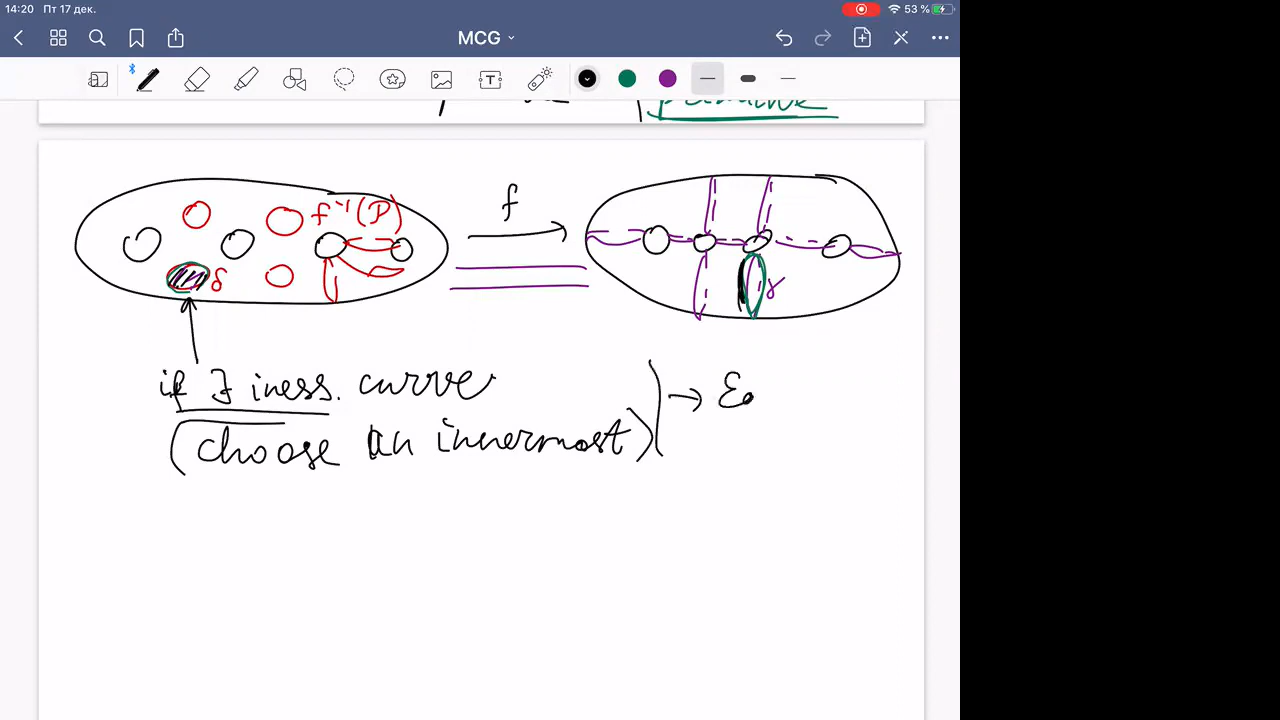 14:20 Пт 17 дек.
53 %
MCG
T
f⁻¹(P)
f
δ
γ
if ∃ iness. curve
(choose an innermost)
→ ε₀